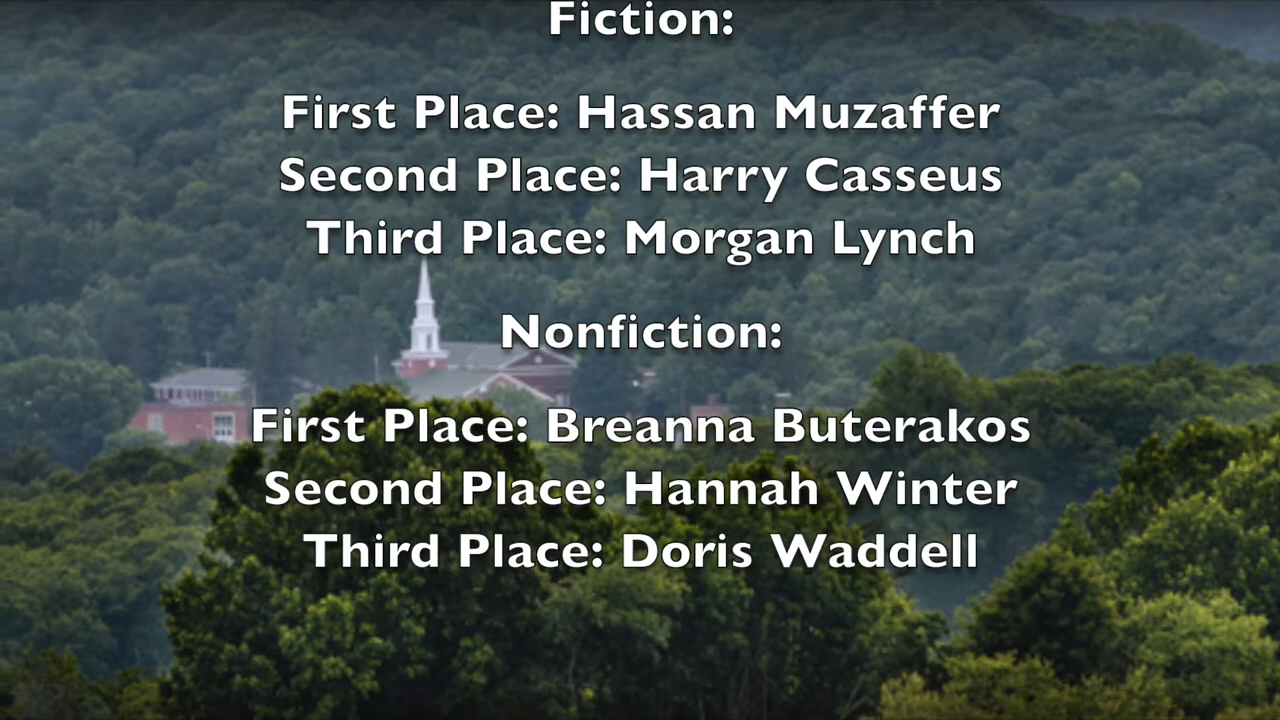 Fiction:
First Place: Hassan Muzaffer
Second Place: Harry Casseus
Third Place: Morgan Lynch
Nonfiction:
First Place: Breanna Buterakos
Second Place: Hannah Winter
Third Place: Doris Waddell